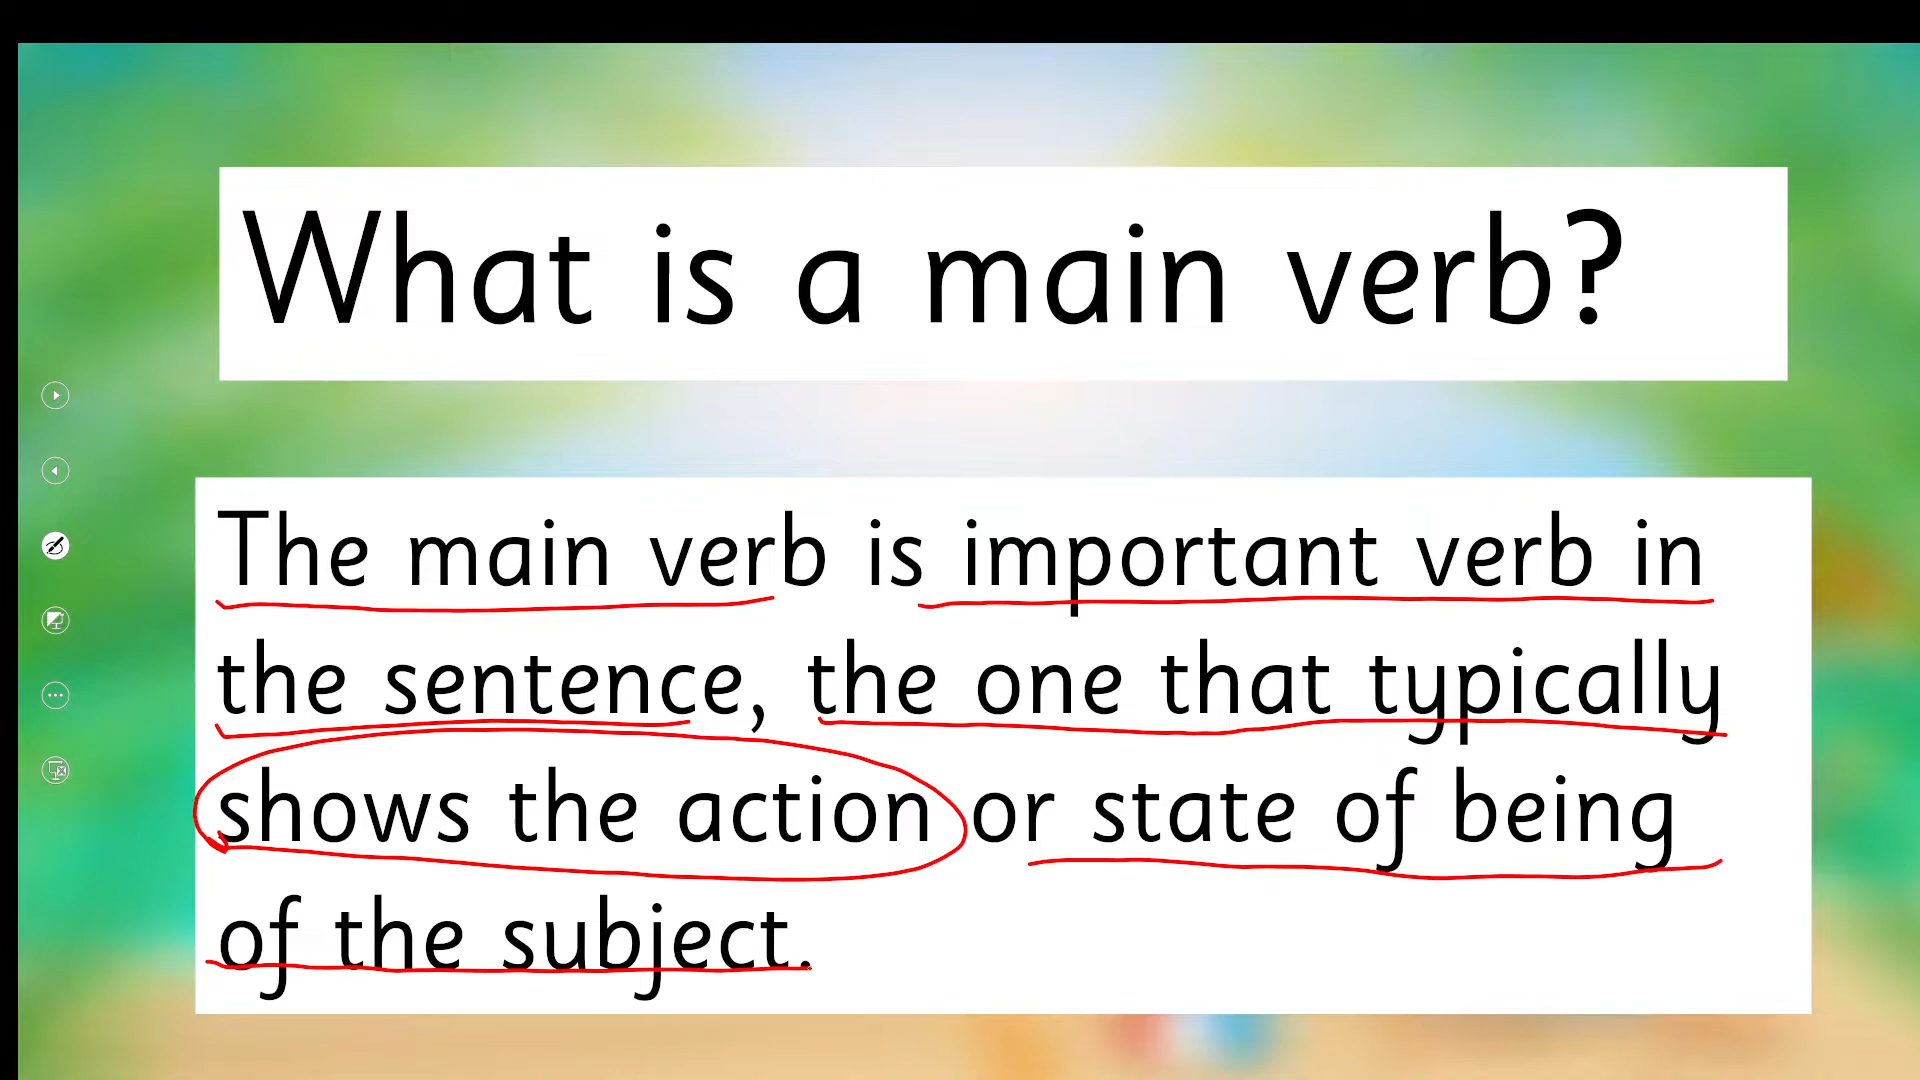 What is a main verb?
The main verb is important verb in
the sentence, the one that typically
shows the action or state of being
of the subject.